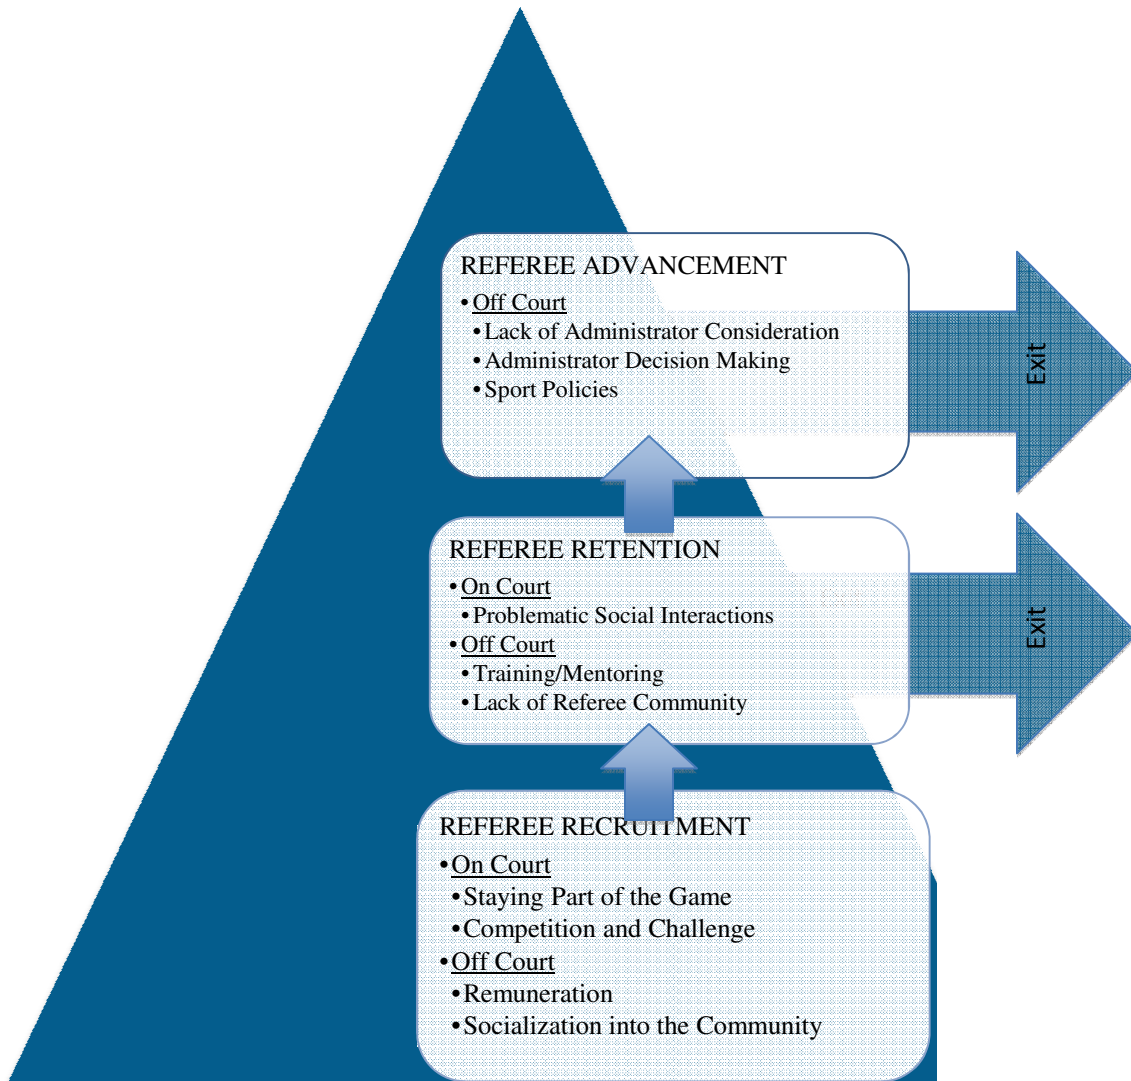 REFEREE ADVANCEMENT
•Off Court
•Lack of Administrator Consideration
•Administrator Decision Making
•Sport Policies
Exit
REFEREE RETENTION
•On Court
•Problematic Social Interactions
•Off Court
•Training/Mentoring
•Lack of Referee Community
Exit
REFEREE RECRUITMENT
•On Court
•Staying Part of the Game
•Competition and Challenge
•Off Court
•Remuneration
•Socialization into the Community